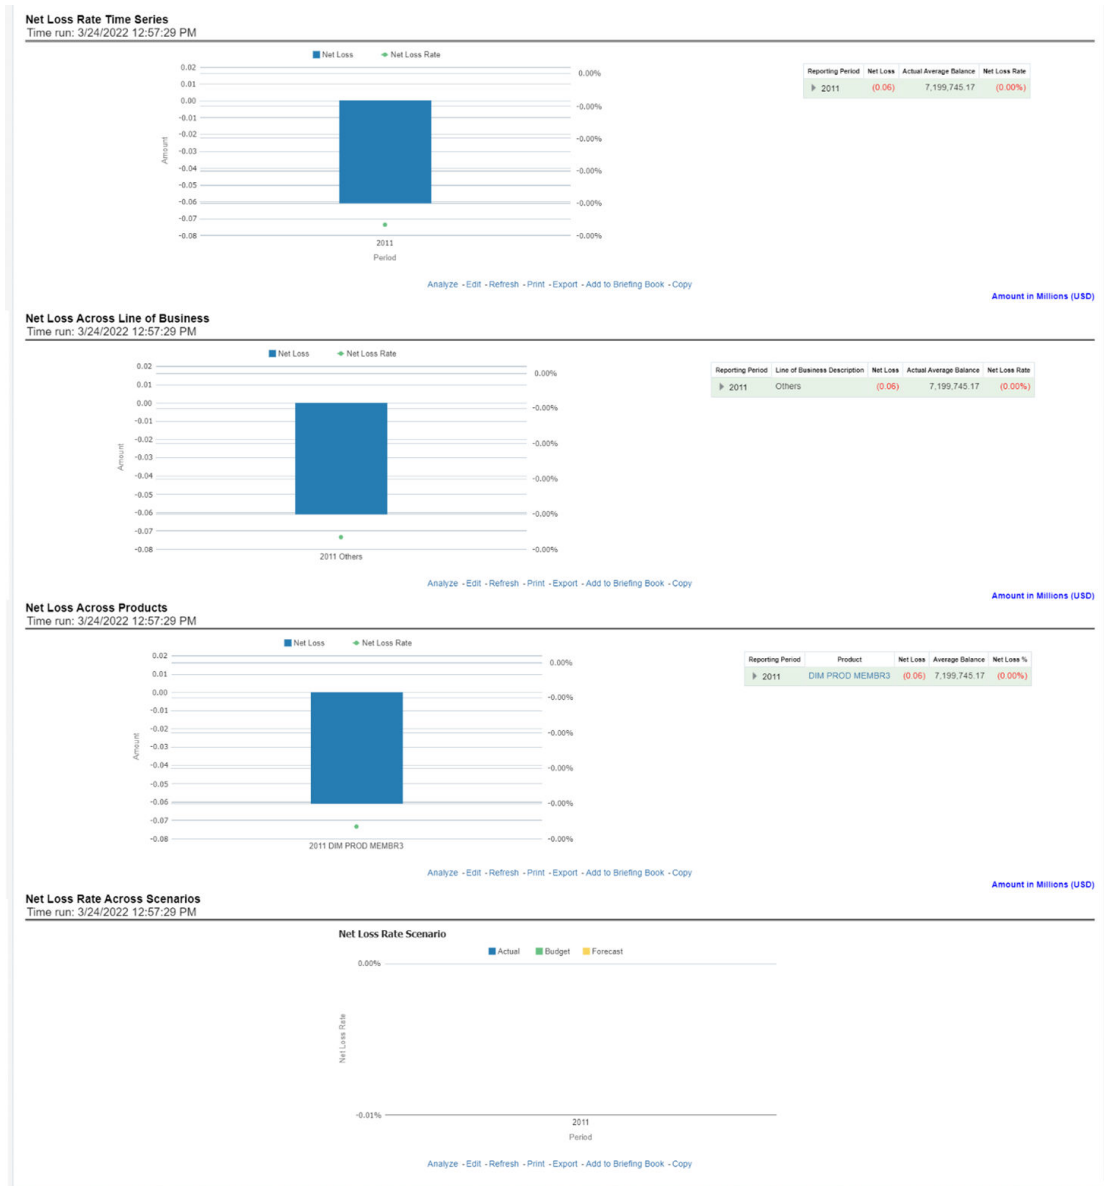 Net Loss Rate Time Series
Time run: 3/24/2022 12:57:29 PM
Net Loss Net Loss Rate
0.02
0.01
0.00
-0.01
-0.02
-0.03
-0.04
-0.05
-0.06
-0.07
-0.08
Amount
0.00%
-0.00%
-0.00%
-0.00%
-0.00%
-0.00%
2011
Period
Reporting Period Net Loss Actual Average Balance Net Loss Rate
2011 (0.06) 7,199,745.17 (0.00%)
Analyze - Edit - Refresh - Print - Export - Add to Briefing Book - Copy
Amount in Millions (USD)
Net Loss Across Line of Business
Time run: 3/24/2022 12:57:29 PM
Net Loss Net Loss Rate
0.02
0.01
0.00
-0.01
-0.02
-0.03
-0.04
-0.05
-0.06
-0.07
-0.08
Amount
0.00%
-0.00%
-0.00%
-0.00%
-0.00%
-0.00%
2011 Others
Reporting Period Line of Business Description Net Loss Actual Average Balance Net Loss Rate
2011 Others (0.06) 7,199,745.17 (0.00%)
Analyze - Edit - Refresh - Print - Export - Add to Briefing Book - Copy
Amount in Millions (USD)
Net Loss Across Products
Time run: 3/24/2022 12:57:29 PM
Net Loss Net Loss Rate
0.02
0.01
0.00
-0.01
-0.02
-0.03
-0.04
-0.05
-0.06
-0.07
-0.08
Amount
0.00%
-0.00%
-0.00%
-0.00%
-0.00%
-0.00%
2011 DIM PROD MEMBR3
Reporting Period Product Net Loss Average Balance Net Loss %
2011 DIM PROD MEMBR3 (0.06) 7,199,745.17 (0.00%)
Analyze - Edit - Refresh - Print - Export - Add to Briefing Book - Copy
Amount in Millions (USD)
Net Loss Rate Across Scenarios
Time run: 3/24/2022 12:57:29 PM
Net Loss Rate Scenario
Actual Budget Forecast
0.00%
Net Loss Rate
-0.01%
2011
Period
Analyze - Edit - Refresh - Print - Export - Add to Briefing Book - Copy